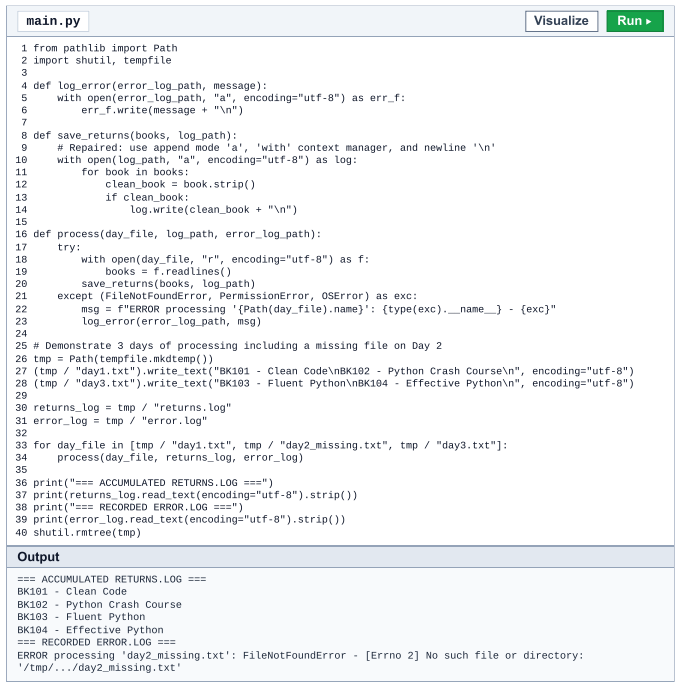 main.py
Visualize
Run ▸
1 from pathlib import Path
2 import shutil, tempfile
3
4 def log_error(error_log_path, message):
5     with open(error_log_path, "a", encoding="utf-8") as err_f:
6         err_f.write(message + "\n")
7
8 def save_returns(books, log_path):
9     # Repaired: use append mode 'a', 'with' context manager, and newline '\n'
10     with open(log_path, "a", encoding="utf-8") as log:
11         for book in books:
12             clean_book = book.strip()
13             if clean_book:
14                 log.write(clean_book + "\n")
15
16 def process(day_file, log_path, error_log_path):
17     try:
18         with open(day_file, "r", encoding="utf-8") as f:
19             books = f.readlines()
20         save_returns(books, log_path)
21     except (FileNotFoundError, PermissionError, OSError) as exc:
22         msg = f"ERROR processing '{Path(day_file).name}': {type(exc).__name__} - {exc}"
23         log_error(error_log_path, msg)
24
25 # Demonstrate 3 days of processing including a missing file on Day 2
26 tmp = Path(tempfile.mkdtemp())
27 (tmp / "day1.txt").write_text("BK101 - Clean Code\nBK102 - Python Crash Course\n", encoding="utf-8")
28 (tmp / "day3.txt").write_text("BK103 - Fluent Python\nBK104 - Effective Python\n", encoding="utf-8")
29
30 returns_log = tmp / "returns.log"
31 error_log = tmp / "error.log"
32
33 for day_file in [tmp / "day1.txt", tmp / "day2_missing.txt", tmp / "day3.txt"]:
34     process(day_file, returns_log, error_log)
35
36 print("=== ACCUMULATED RETURNS.LOG ===")
37 print(returns_log.read_text(encoding="utf-8").strip())
38 print("=== RECORDED ERROR.LOG ===")
39 print(error_log.read_text(encoding="utf-8").strip())
40 shutil.rmtree(tmp)
Output
=== ACCUMULATED RETURNS.LOG ===
BK101 - Clean Code
BK102 - Python Crash Course
BK103 - Fluent Python
BK104 - Effective Python
=== RECORDED ERROR.LOG ===
ERROR processing 'day2_missing.txt': FileNotFoundError - [Errno 2] No such file or directory:
'/tmp/.../day2_missing.txt'